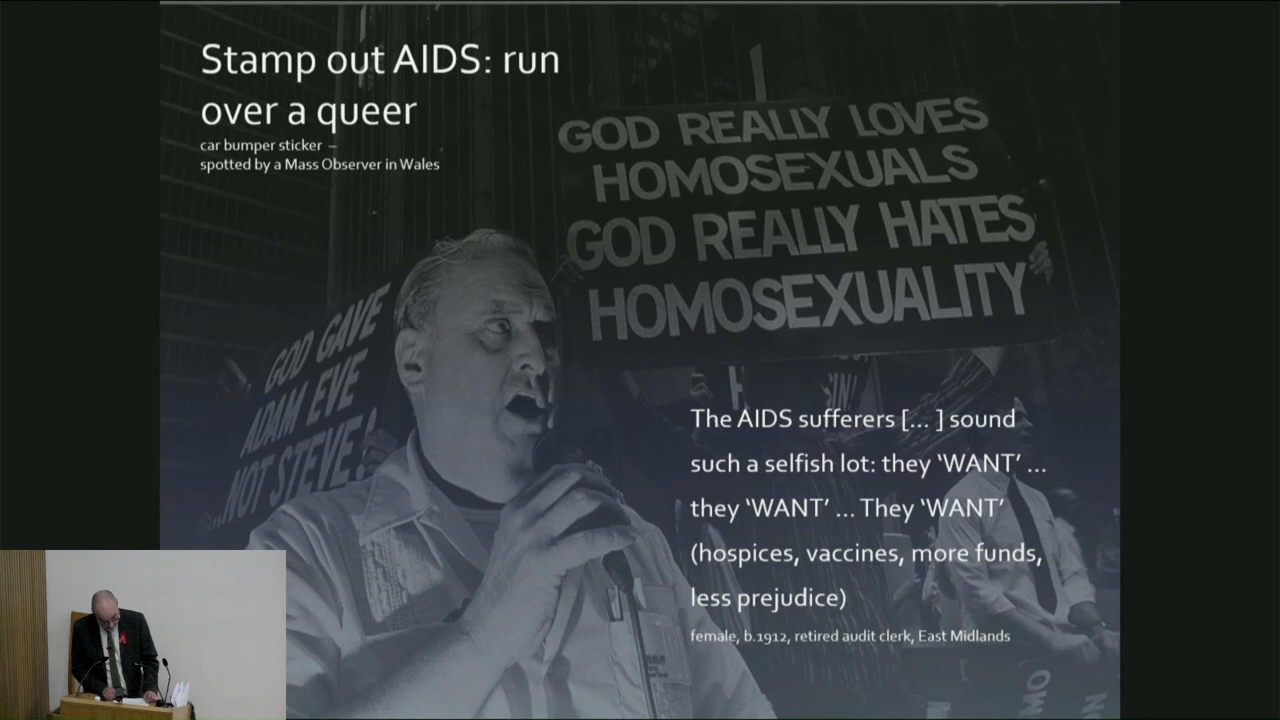 Stamp out AIDS: run
over a queer
car bumper sticker –
spotted by a Mass Observer in Wales
GOD REALLY LOVES
HOMOSEXUALS
GOD REALLY HATES
HOMOSEXUALITY
GOD GAVE
ADAM EVE
NOT STEVE!
The AIDS sufferers [... ] sound
such a selfish lot: they ‘WANT’ ...
they ‘WANT’ ... They ‘WANT’
(hospices, vaccines, more funds,
less prejudice)
female, b.1912, retired audit clerk, East Midlands